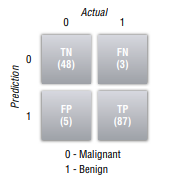 Actual
0 1
Prediction
0
TN
(48)
FN
(3)
1
FP
(5)
TP
(87)
0 - Malignant
1 - Benign